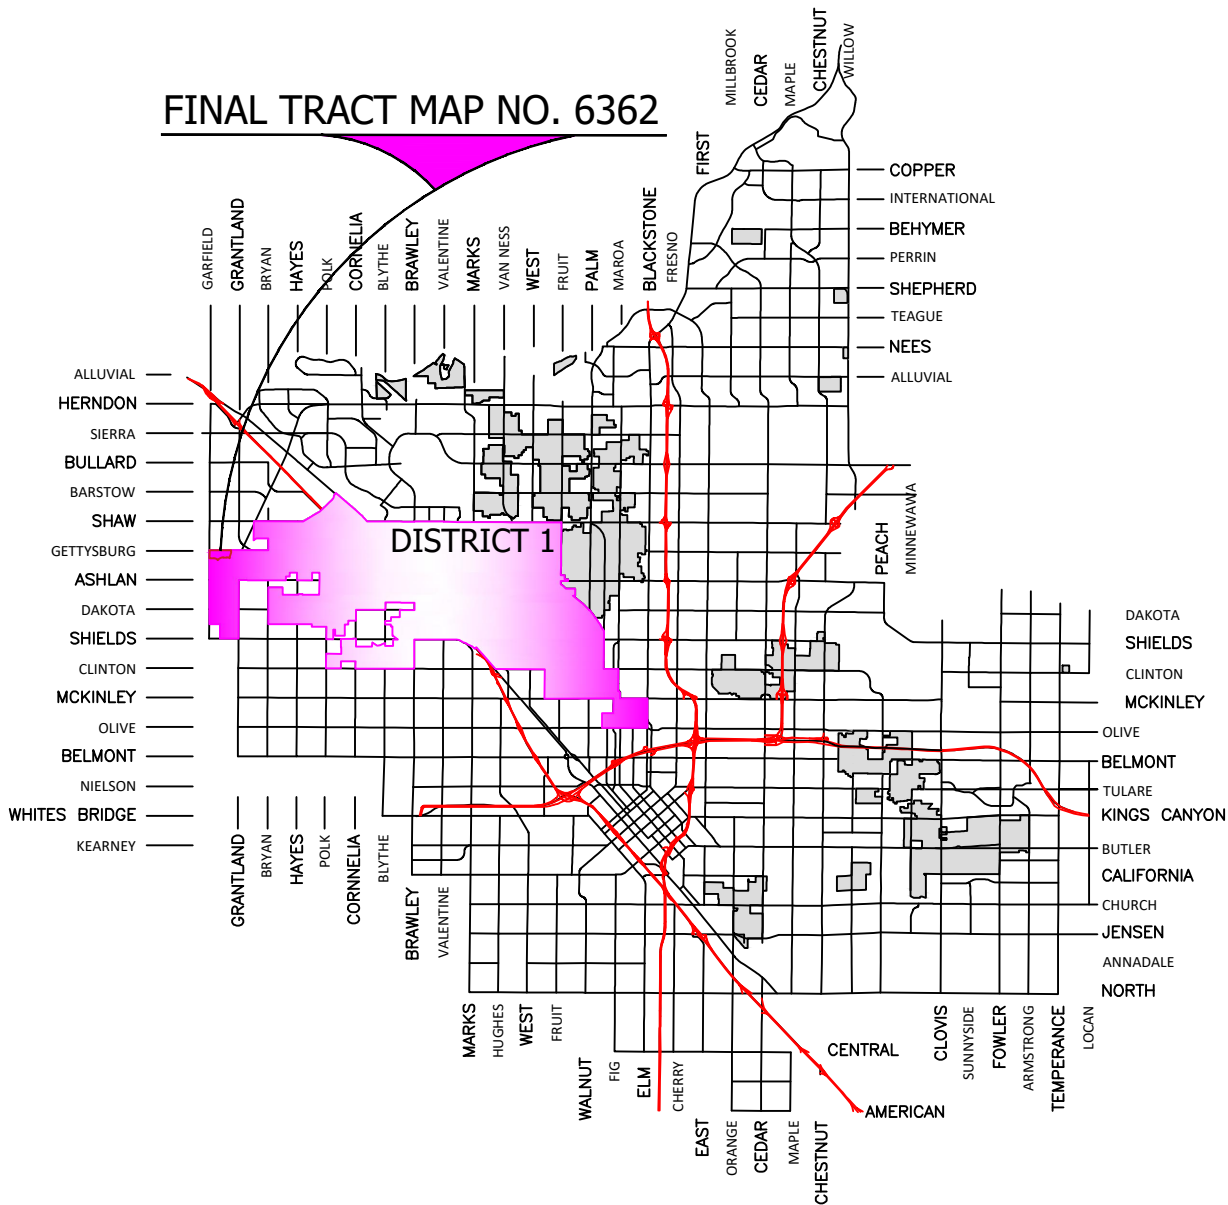 FINAL TRACT MAP NO. 6362
MILLBROOK
CEDAR
MAPLE
CHESTNUT
WILLOW
FIRST
COPPER
INTERNATIONAL
BEHYMER
PERRIN
SHEPHERD
TEAGUE
NEES
ALLUVIAL
GARFIELD
GRANTLAND
BRYAN
HAYES
POLK
CORNELIA
BLYTHE
BRAWLEY
VALENTINE
MARKS
VAN NESS
WEST
FRUIT
PALM
MAROA
BLACKSTONE
FRESNO
ALLUVIAL
HERNDON
SIERRA
BULLARD
BARSTOW
SHAW
GETTYSBURG
ASHLAN
DAKOTA
SHIELDS
CLINTON
MCKINLEY
OLIVE
BELMONT
NIELSON
WHITES BRIDGE
KEARNEY
DISTRICT 1
PEACH
MINNEWAWA
DAKOTA
SHIELDS
CLINTON
MCKINLEY
OLIVE
BELMONT
TULARE
KINGS CANYON
BUTLER
CALIFORNIA
CHURCH
JENSEN
ANNADALE
NORTH
GRANTLAND
BRYAN
HAYES
POLK
CORNNELIA
BLYTHE
BRAWLEY
VALENTINE
MARKS
HUGHES
WEST
FRUIT
WALNUT
FIG
ELM
CHERRY
EAST
ORANGE
CEDAR
MAPLE
CHESTNUT
CENTRAL
AMERICAN
CLOVIS
SUNNYSIDE
FOWLER
ARMSTRONG
TEMPERANCE
LOCAN